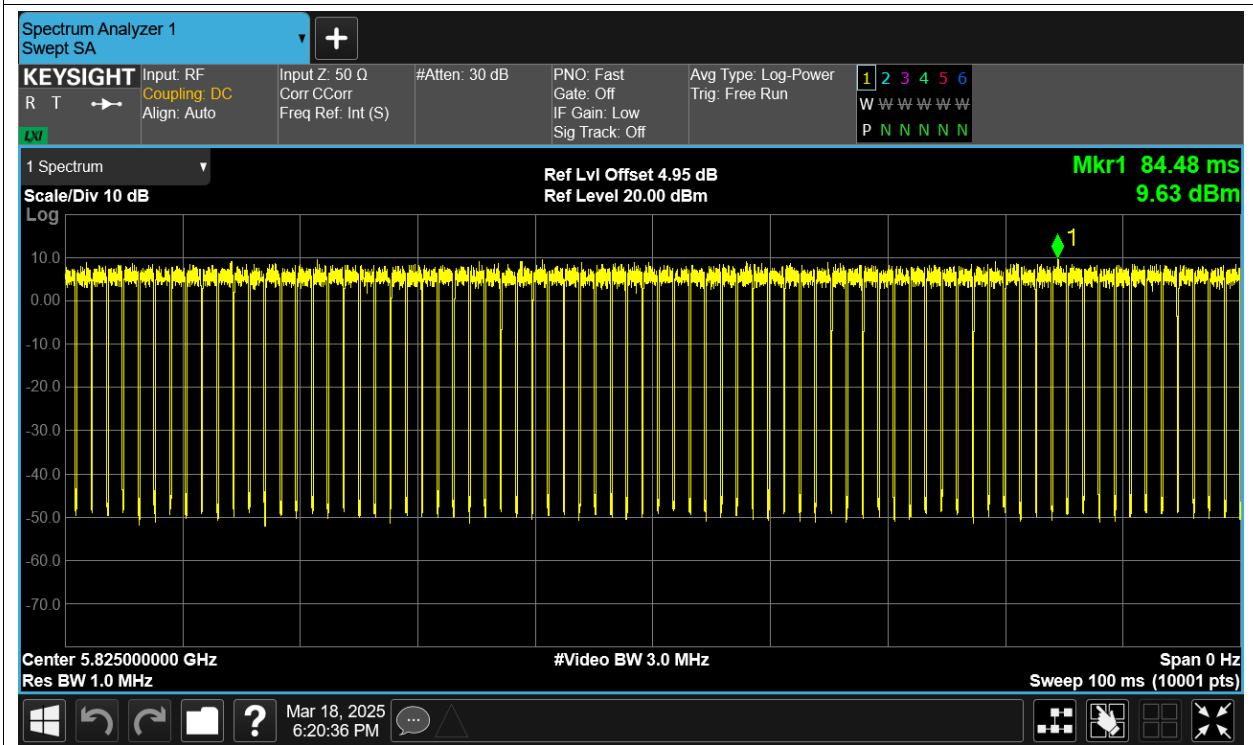 Spectrum Analyzer 1
Swept SA
KEYSIGHT
R T
LXI
Input: RF
Coupling: DC
Align: Auto
Input Z: 50 Ω
Corr CCorr
Freq Ref: Int (S)
#Atten: 30 dB
PNO: Fast
Gate: Off
IF Gain: Low
Sig Track: Off
Avg Type: Log-Power
Trig: Free Run
1 2 3 4 5 6
W W W W W W
P N N N N N
1 Spectrum
Scale/Div 10 dB
Ref Lvl Offset 4.95 dB
Ref Level 20.00 dBm
Mkr1 84.48 ms
9.63 dBm
Log
1
10.0
0.00
-10.0
-20.0
-30.0
-40.0
-50.0
-60.0
-70.0
Center 5.825000000 GHz
#Video BW 3.0 MHz
Span 0 Hz
Res BW 1.0 MHz
Sweep 100 ms (10001 pts)
?
Mar 18, 2025
6:20:36 PM